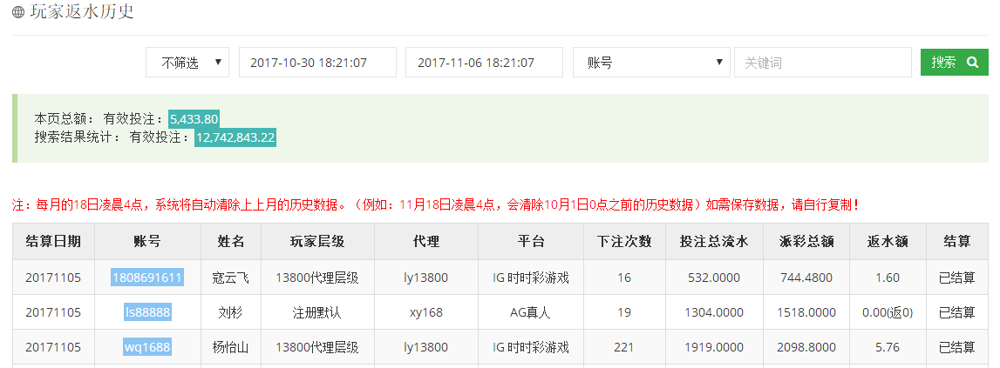 玩家返水历史
不筛选 2017-10-30 18:21:07 2017-11-06 18:21:07 账号 关键词 搜索
本页总额： 有效投注：5,433.80
搜索结果统计： 有效投注：12,742,843.22
注：每月的18日凌晨4点，系统将自动清除上上月的历史数据。（例如：11月18日凌晨4点，会清除10月1日0点之前的历史数据）如需保存数据，请自行复制！
结算日期 账号 姓名 玩家层级 代理 平台 下注次数 投注总流水 派彩总额 返水额 结算
20171105 1808691611 寇云飞 13800代理层级 ly13800 IG 时时彩游戏 16 532.0000 744.4800 1.60 已结算
20171105 ls88888 刘杉 注册默认 xy168 AG真人 19 1304.0000 1518.0000 0.00(返0) 已结算
20171105 wq1688 杨怡山 13800代理层级 ly13800 IG 时时彩游戏 221 1919.0000 2098.8000 5.76 已结算